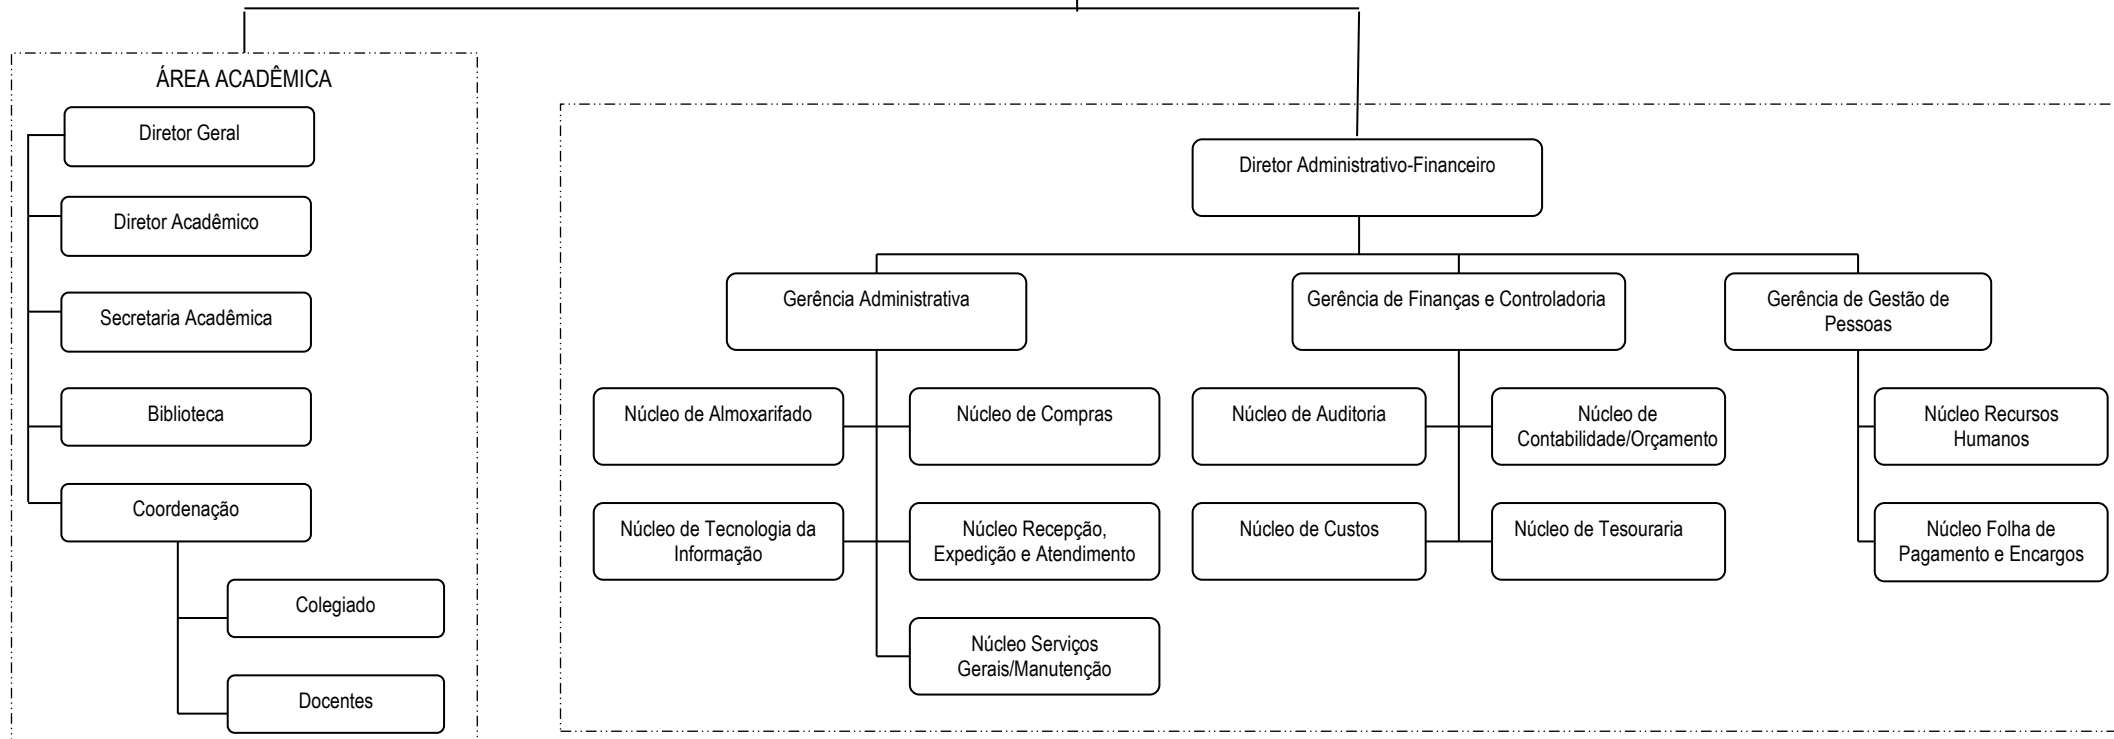 ÁREA ACADÊMICA
Diretor Geral
Diretor Acadêmico
Secretaria Acadêmica
Biblioteca
Coordenação
Colegiado
Docentes
Diretor Administrativo-Financeiro
Gerência Administrativa
Núcleo de Almoxarifado
Núcleo de Compras
Núcleo de Tecnologia da
Informação
Núcleo Recepção,
Expedição e Atendimento
Núcleo Serviços
Gerais/Manutenção
Gerência de Finanças e Controladoria
Núcleo de Auditoria
Núcleo de
Contabilidade/Orçamento
Núcleo de Custos
Núcleo de Tesouraria
Gerência de Gestão de
Pessoas
Núcleo Recursos
Humanos
Núcleo Folha de
Pagamento e Encargos